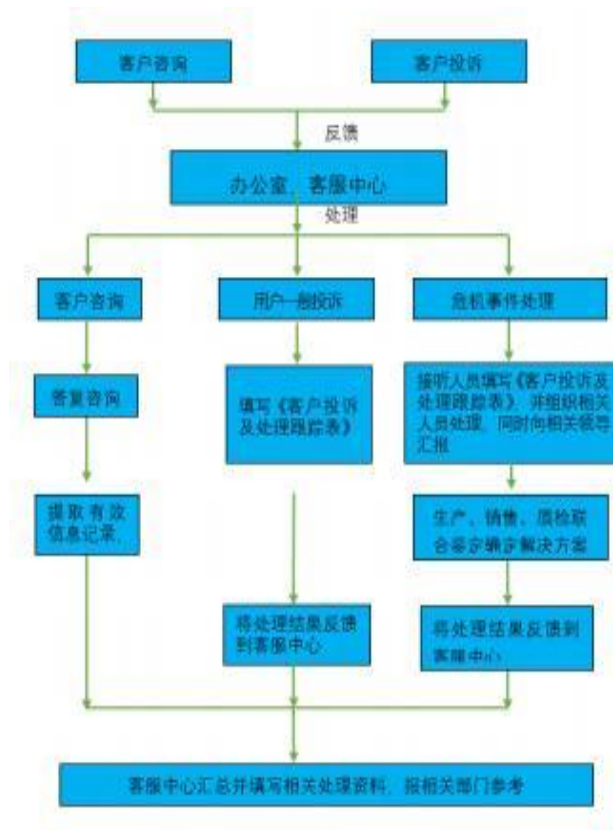 客户咨询
客户投诉
反馈
办公室、客服中心
处理
客户咨询
用户一般投诉
危机事件处理
答复咨询
填写《客户投诉
及处理跟踪表》
接听人员填写《客户投诉及
处理跟踪表》,并组织相关
人员处理,同时向相关领导
汇报
提取有效
信息记录。
生产、销售、质检联
合鉴定确定解决方案
将处理结果反馈
到客服中心
将处理结果反馈到
客服中心
客服中心汇总并填写相关处理资料,报相关部门参考